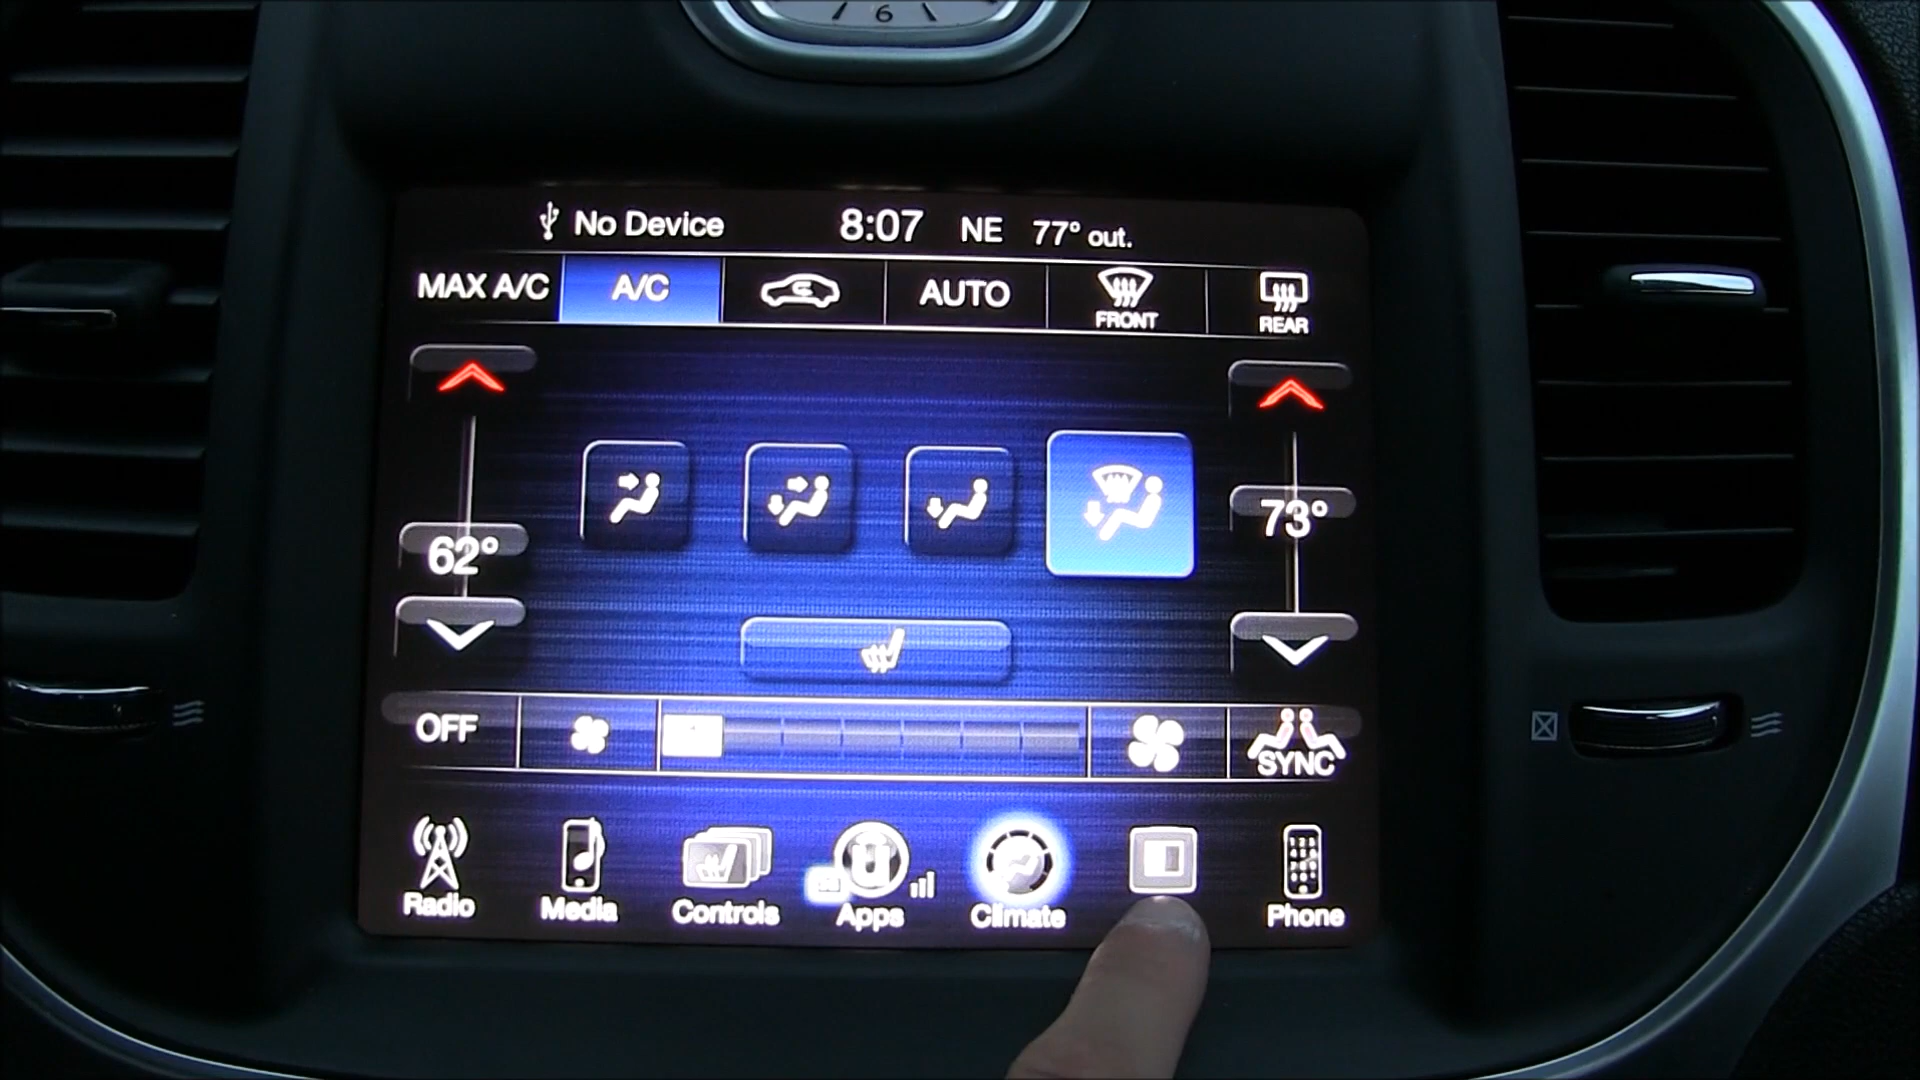 6
No Device 8:07 NE 77° out.
MAX A/C A/C AUTO FRONT REAR
62° 73°
OFF SYNC
Radio Media Controls Apps Climate Phone